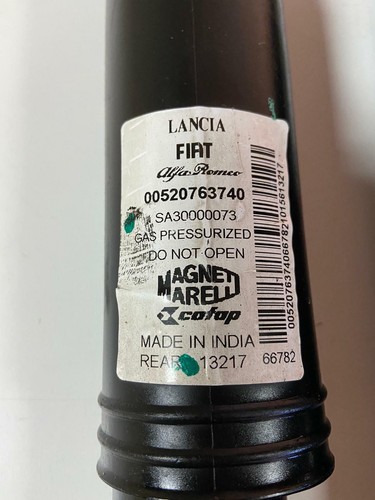 LANCIA
FIAT
Alfa Romeo
00520763740
SA30000073
GAS PRESSURIZED
DO NOT OPEN
MAGNETI
MARELLI
cofap
MADE IN INDIA
REAR 13217 66782
00520763740667821015613217